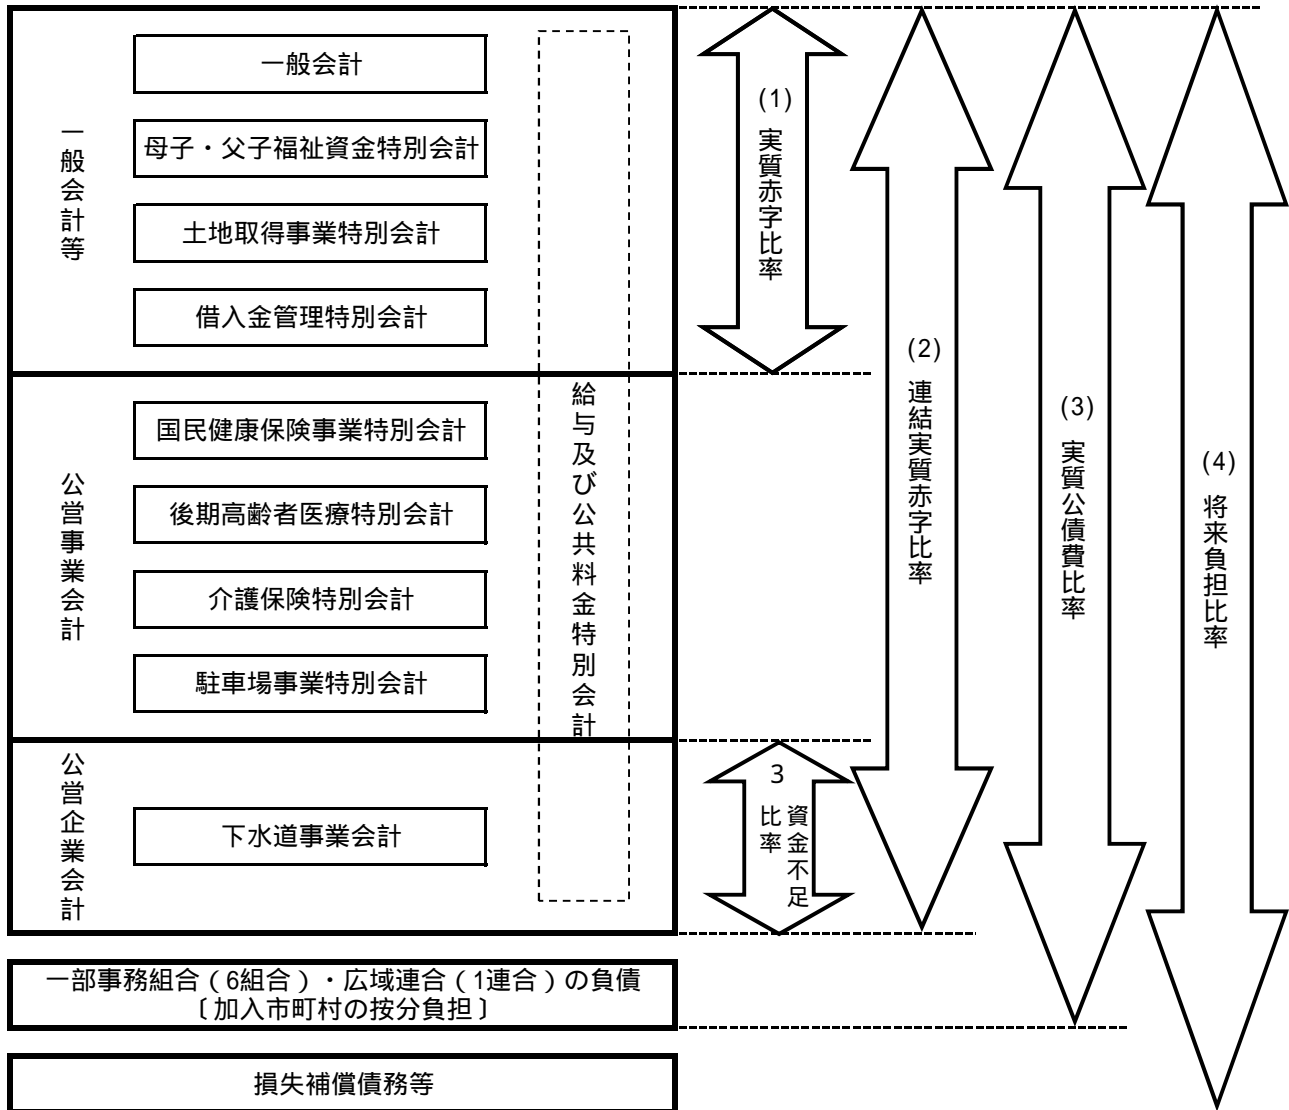 一般会計等
一般会計
母子・父子福祉資金特別会計
土地取得事業特別会計
借入金管理特別会計
公営事業会計
国民健康保険事業特別会計
後期高齢者医療特別会計
介護保険特別会計
駐車場事業特別会計
公営企業会計
下水道事業会計
給与及び公共料金特別会計
一部事務組合（6組合）・広域連合（1連合）の負債
〔加入市町村の按分負担〕
損失補償債務等
(1) 実質赤字比率
3 資金不足
比率
(2) 連結実質赤字比率
(3) 実質公債費比率
(4) 将来負担比率